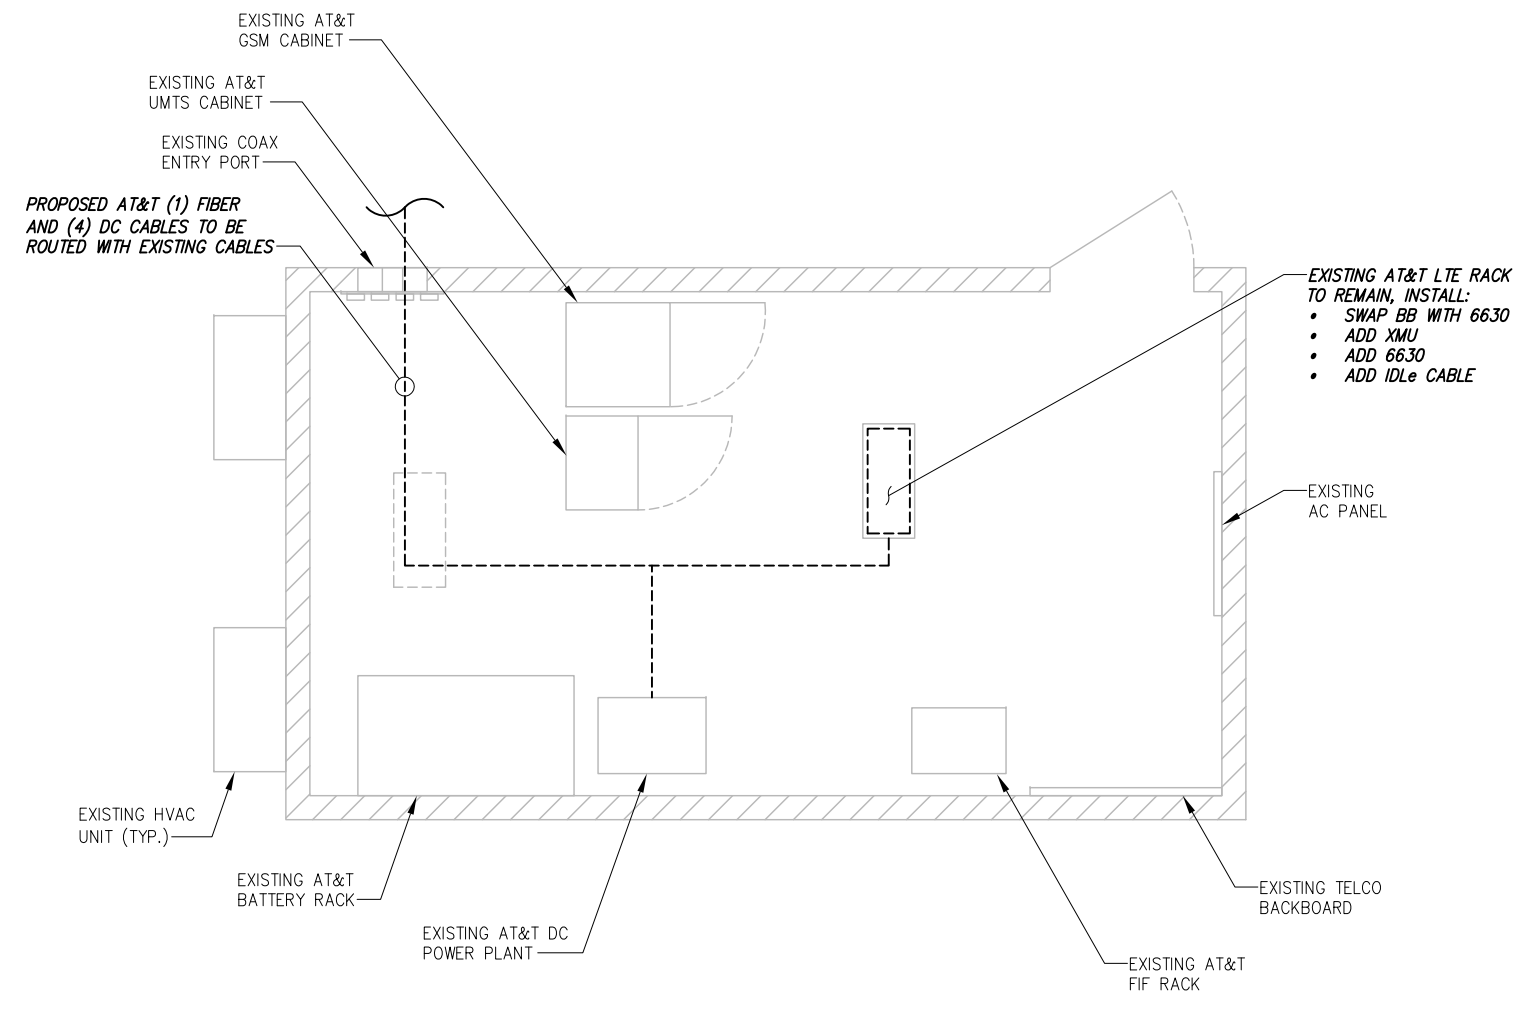 EXISTING AT&T
GSM CABINET
EXISTING AT&T
UMTS CABINET
EXISTING COAX
ENTRY PORT
PROPOSED AT&T (1) FIBER
AND (4) DC CABLES TO BE
ROUTED WITH EXISTING CABLES
EXISTING AT&T LTE RACK
TO REMAIN, INSTALL:
• SWAP BB WITH 6630
• ADD XMU
• ADD 6630
• ADD IDLe CABLE
EXISTING
AC PANEL
EXISTING HVAC
UNIT (TYP.)
EXISTING AT&T
BATTERY RACK
EXISTING AT&T DC
POWER PLANT
EXISTING TELCO
BACKBOARD
EXISTING AT&T
FIF RACK